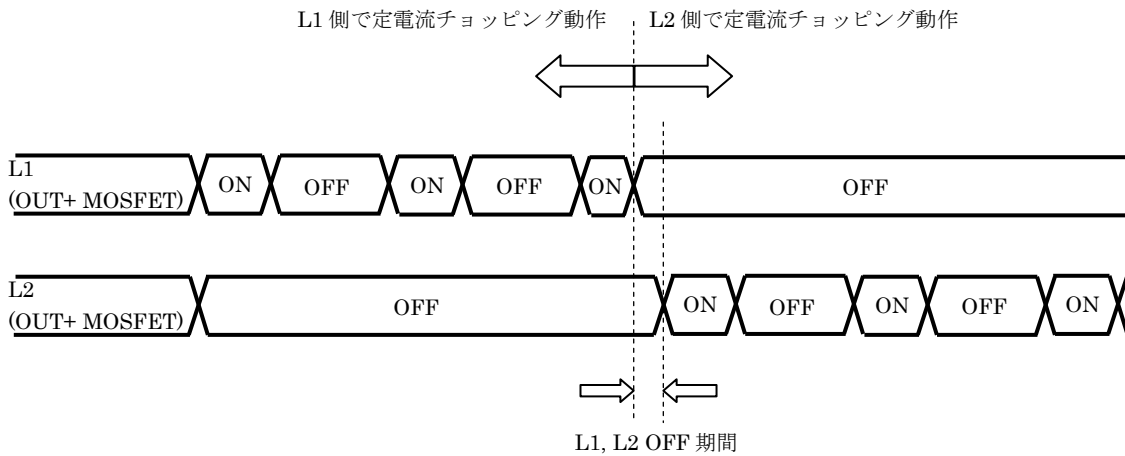 L1 側で定電流チョッピング動作 L2 側で定電流チョッピング動作
L1
(OUT+ MOSFET)
ON OFF ON OFF ON OFF
L2
(OUT+ MOSFET)
OFF ON OFF ON OFF ON
L1, L2 OFF 期間